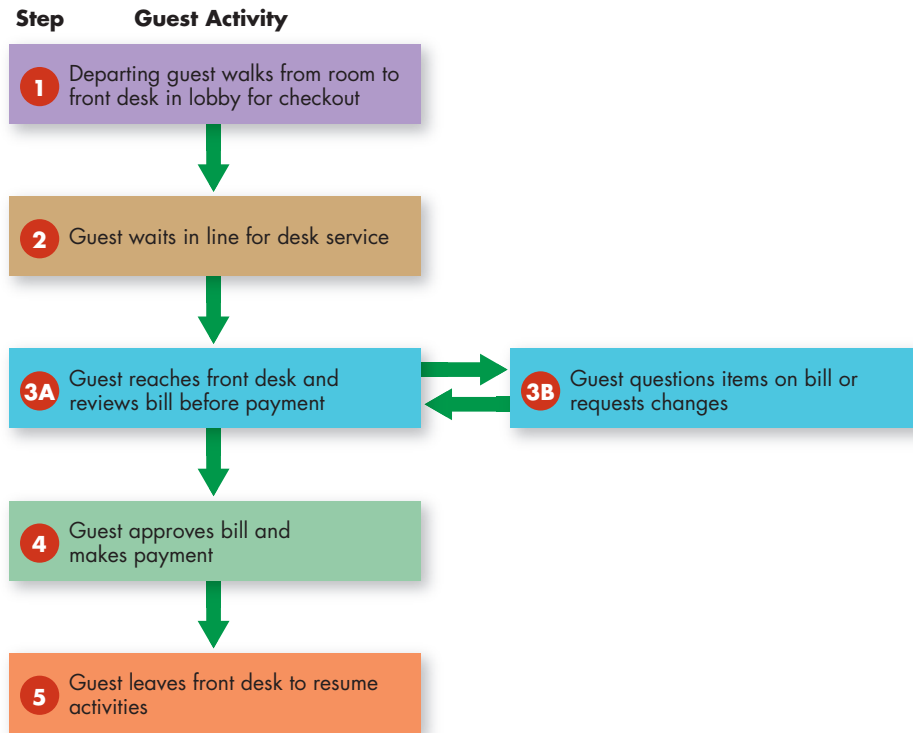 Step Guest Activity
1 Departing guest walks from room to
front desk in lobby for checkout
2 Guest waits in line for desk service
3A Guest reaches front desk and
reviews bill before payment
3B Guest questions items on bill or
requests changes
4 Guest approves bill and
makes payment
5 Guest leaves front desk to resume
activities